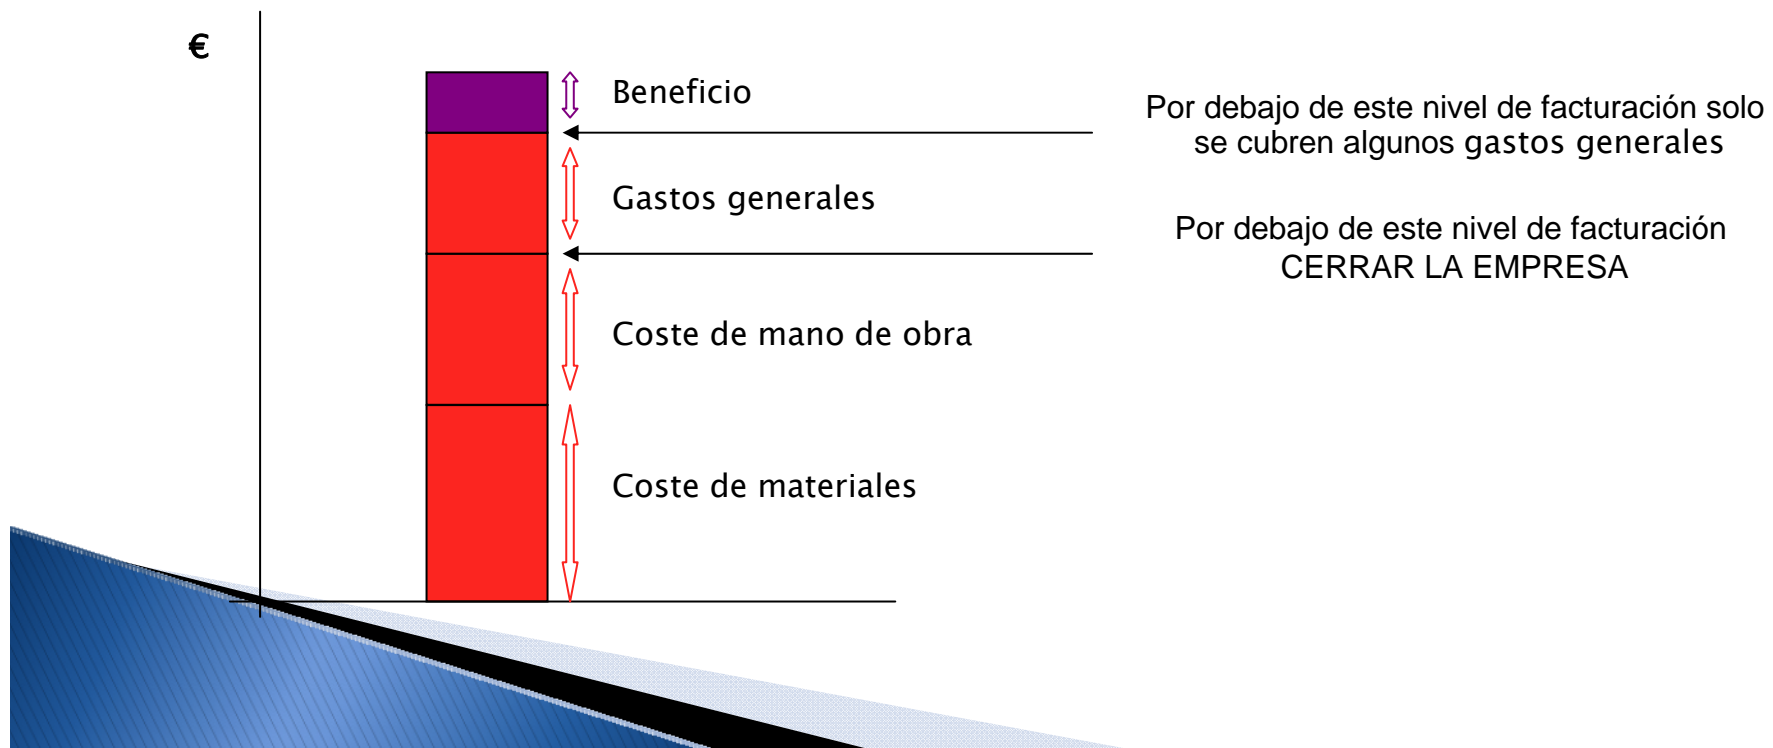 €
Beneficio
Por debajo de este nivel de facturación solo
se cubren algunos gastos generales
Gastos generales
Por debajo de este nivel de facturación
CERRAR LA EMPRESA
Coste de mano de obra
Coste de materiales